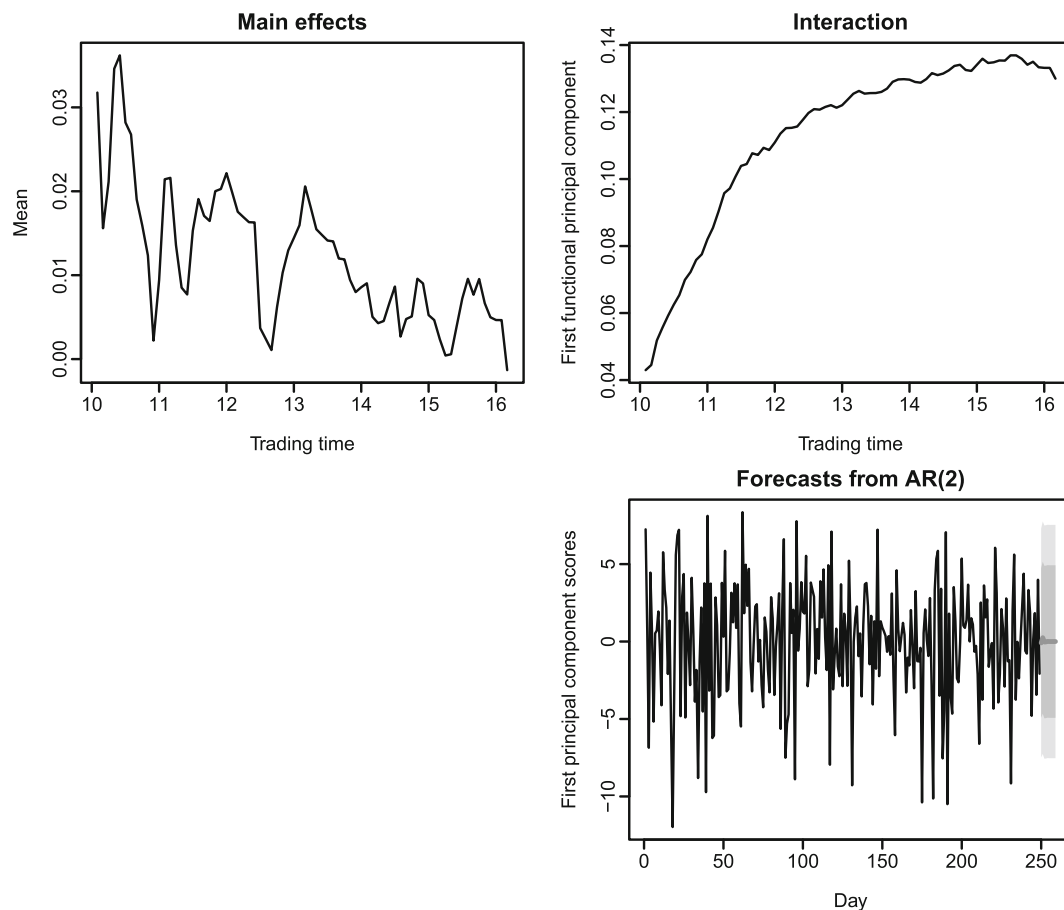 Main effects
Mean
0.03
0.02
0.01
0.00
10 11 12 13 14 15 16
Trading time
Interaction
First functional principal component
0.14
0.12
0.10
0.08
0.06
0.04
10 11 12 13 14 15 16
Trading time
Forecasts from AR(2)
First principal component scores
5
0
−5
−10
0 50 100 150 200 250
Day